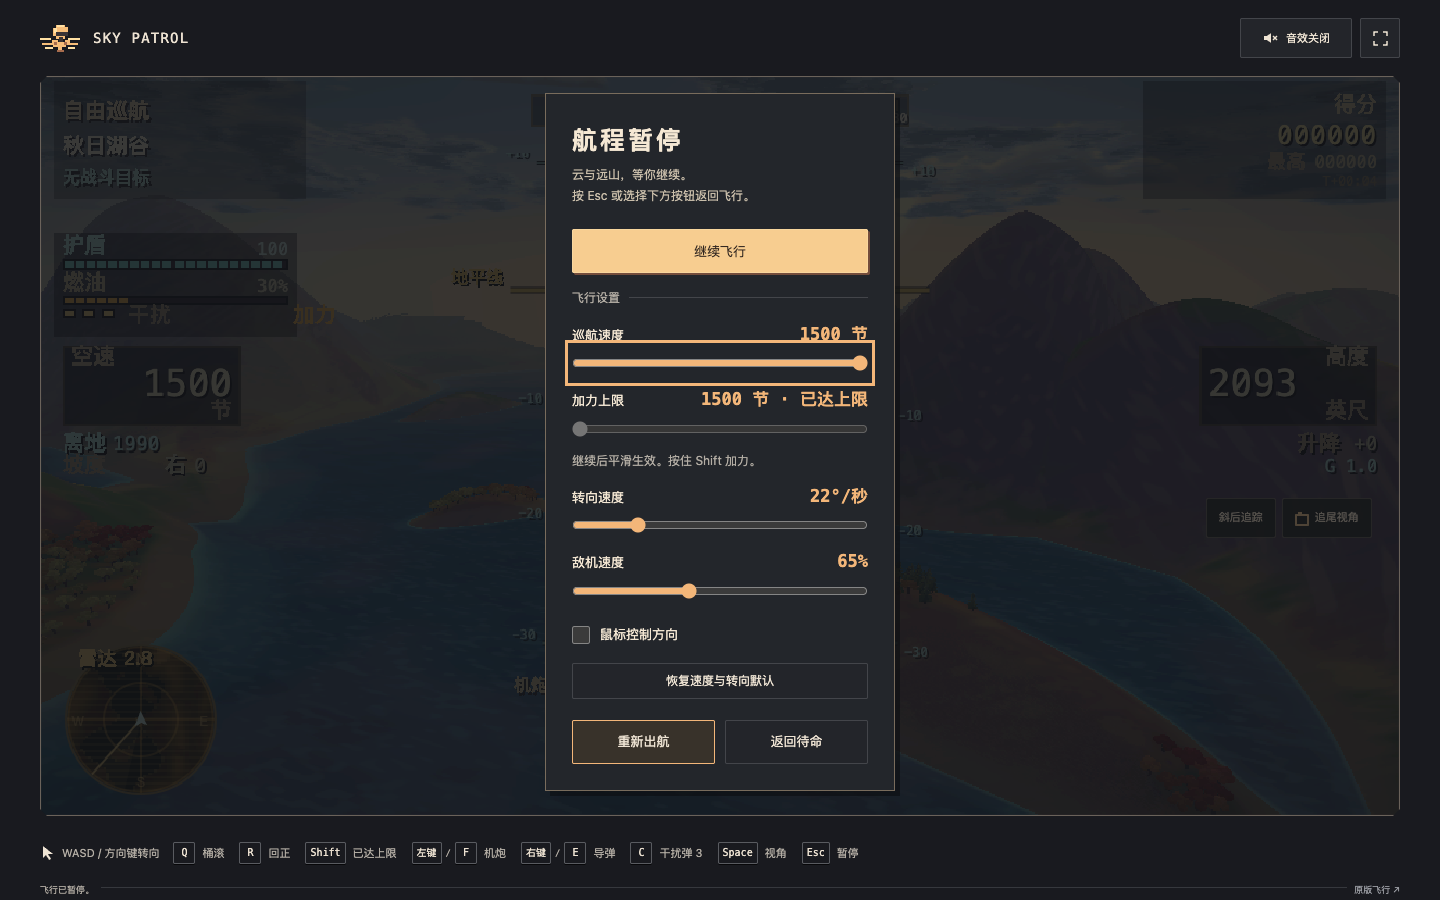 SKY PATROL
音效关闭
自由巡航
秋日湖谷
无战斗目标
得分
000000
最高 000000
航程暂停
云与远山，等你继续。
按 Esc 或选择下方按钮返回飞行。
继续飞行
飞行设置
巡航速度 1500 节
加力上限 1500 节 · 已达上限
继续后平滑生效。按住 Shift 加力。
转向速度 22°/秒
敌机速度 65%
鼠标控制方向
恢复速度与转向默认
重新出航 返回待命
护盾 100
燃油 30%
干扰 加力
空速
1500
节
离地 1990
右 0
地平线
+10
-10
-10
-20
-20
-30
-30
机炮
高度
2093
英尺
升降 +0
G 1.0
斜后追踪 追尾视角
雷达 2.8
W E
S
WASD / 方向键转向 Q 桶滚 R 回正 Shift 已达上限 左键 / F 机炮 右键 / E 导弹 C 干扰弹 3 Space 视角 Esc 暂停
飞行已暂停。 原版飞行 ↗